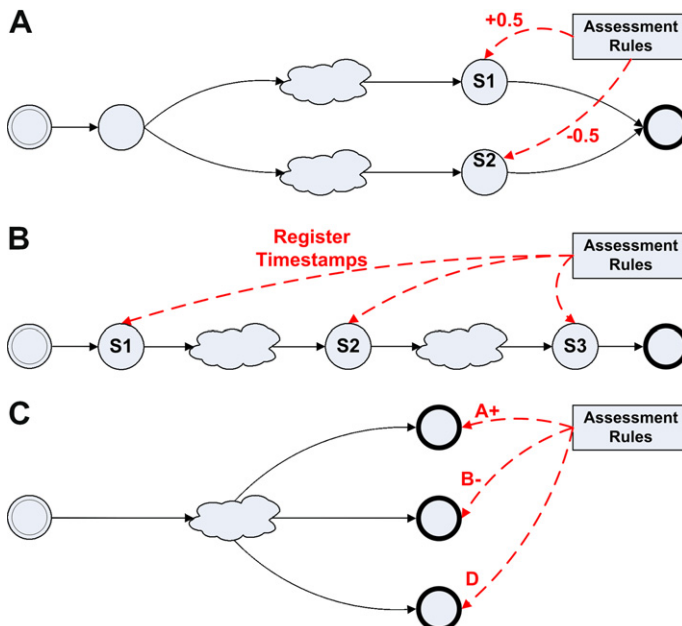 A
+0.5
Assessment
Rules
S1
-0.5
S2
B
Register
Timestamps
Assessment
Rules
S1
S2
S3
C
A+
Assessment
Rules
B-
D